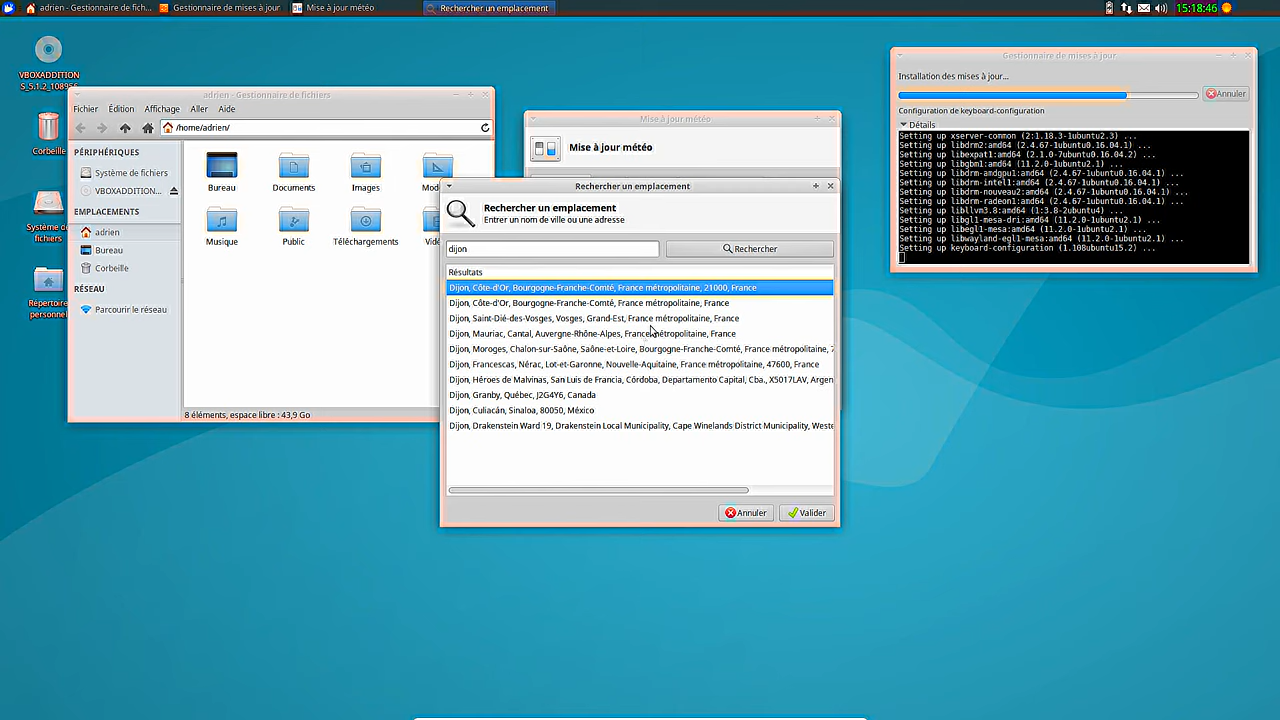 adrien - Gestionnaire de fich...
Gestionnaire de mises à jour
Mise à jour météo
Rechercher un emplacement
15:18:46
VBOXADDITION
S_5.1.2_10895...
Corbeille
Système de
fichiers
Répertoire
personnel
adrien - Gestionnaire de fichiers
Fichier Édition Affichage Aller Aide
/home/adrien/
PÉRIPHÉRIQUES
Système de fichiers
VBOXADDITION...
EMPLACEMENTS
adrien
Bureau
Corbeille
RÉSEAU
Parcourir le réseau
Bureau Documents Images Mod
Musique Public Téléchargements Vidé
8 éléments, espace libre : 43,9 Go
Mise à jour météo
Mise à jour météo
Rechercher un emplacement
Rechercher un emplacement
Entrer un nom de ville ou une adresse
dijon
Rechercher
Résultats
Dijon, Côte-d'Or, Bourgogne-Franche-Comté, France métropolitaine, 21000, France
Dijon, Côte-d'Or, Bourgogne-Franche-Comté, France métropolitaine, France
Dijon, Saint-Dié-des-Vosges, Vosges, Grand-Est, France métropolitaine, France
Dijon, Mauriac, Cantal, Auvergne-Rhône-Alpes, France métropolitaine, France
Dijon, Moroges, Chalon-sur-Saône, Saône-et-Loire, Bourgogne-Franche-Comté, France métropolitaine, 7
Dijon, Francescas, Nérac, Lot-et-Garonne, Nouvelle-Aquitaine, France métropolitaine, 47600, France
Dijon, Héroes de Malvinas, San Luis de Francia, Córdoba, Departamento Capital, Cba., X5017LAV, Argen
Dijon, Granby, Québec, J2G4Y6, Canada
Dijon, Culiacán, Sinaloa, 80050, México
Dijon, Drakenstein Ward 19, Drakenstein Local Municipality, Cape Winelands District Municipality, Weste
Annuler
Valider
Gestionnaire de mises à jour
Installation des mises à jour...
Annuler
Configuration de keyboard-configuration
Détails
Setting up xserver-common (2:1.18.3-1ubuntu2.3) ...
Setting up libdrm2:amd64 (2.4.67-1ubuntu0.16.04.1) ...
Setting up libexpat1:amd64 (2.1.0-7ubuntu0.16.04.2) ...
Setting up libgbm1:amd64 (11.2.0-1ubuntu2.1) ...
Setting up libdrm-amdgpu1:amd64 (2.4.67-1ubuntu0.16.04.1) ...
Setting up libdrm-intel1:amd64 (2.4.67-1ubuntu0.16.04.1) ...
Setting up libdrm-nouveau2:amd64 (2.4.67-1ubuntu0.16.04.1) ...
Setting up libdrm-radeon1:amd64 (2.4.67-1ubuntu0.16.04.1) ...
Setting up libllvm3.8:amd64 (1:3.8-2ubuntu4) ...
Setting up libgl1-mesa-dri:amd64 (11.2.0-1ubuntu2.1) ...
Setting up libegl1-mesa:amd64 (11.2.0-1ubuntu2.1) ...
Setting up libwayland-egl1-mesa:amd64 (11.2.0-1ubuntu2.1) ...
Setting up keyboard-configuration (1.108ubuntu15.2) ...